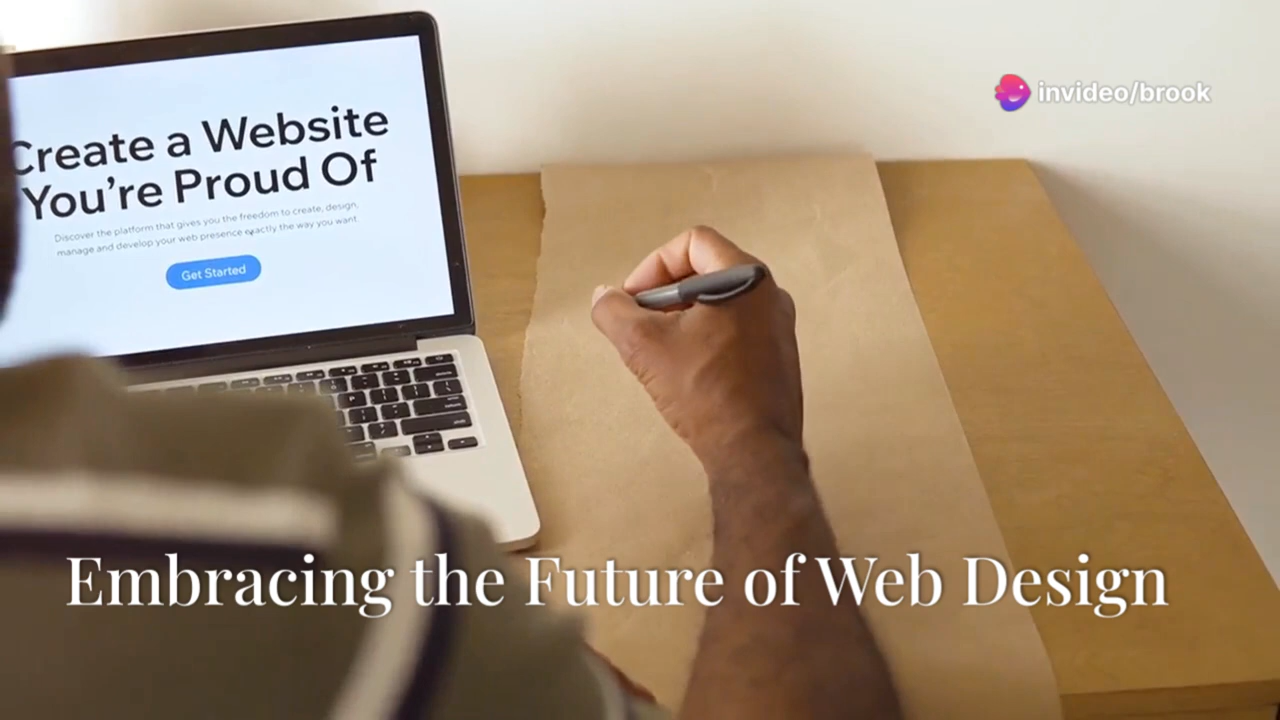 invideo/brook
Create a Website
You're Proud Of
Discover the platform that gives you the freedom to create, design,
manage and develop your web presence exactly the way you want.
Get Started
Embracing the Future of Web Design